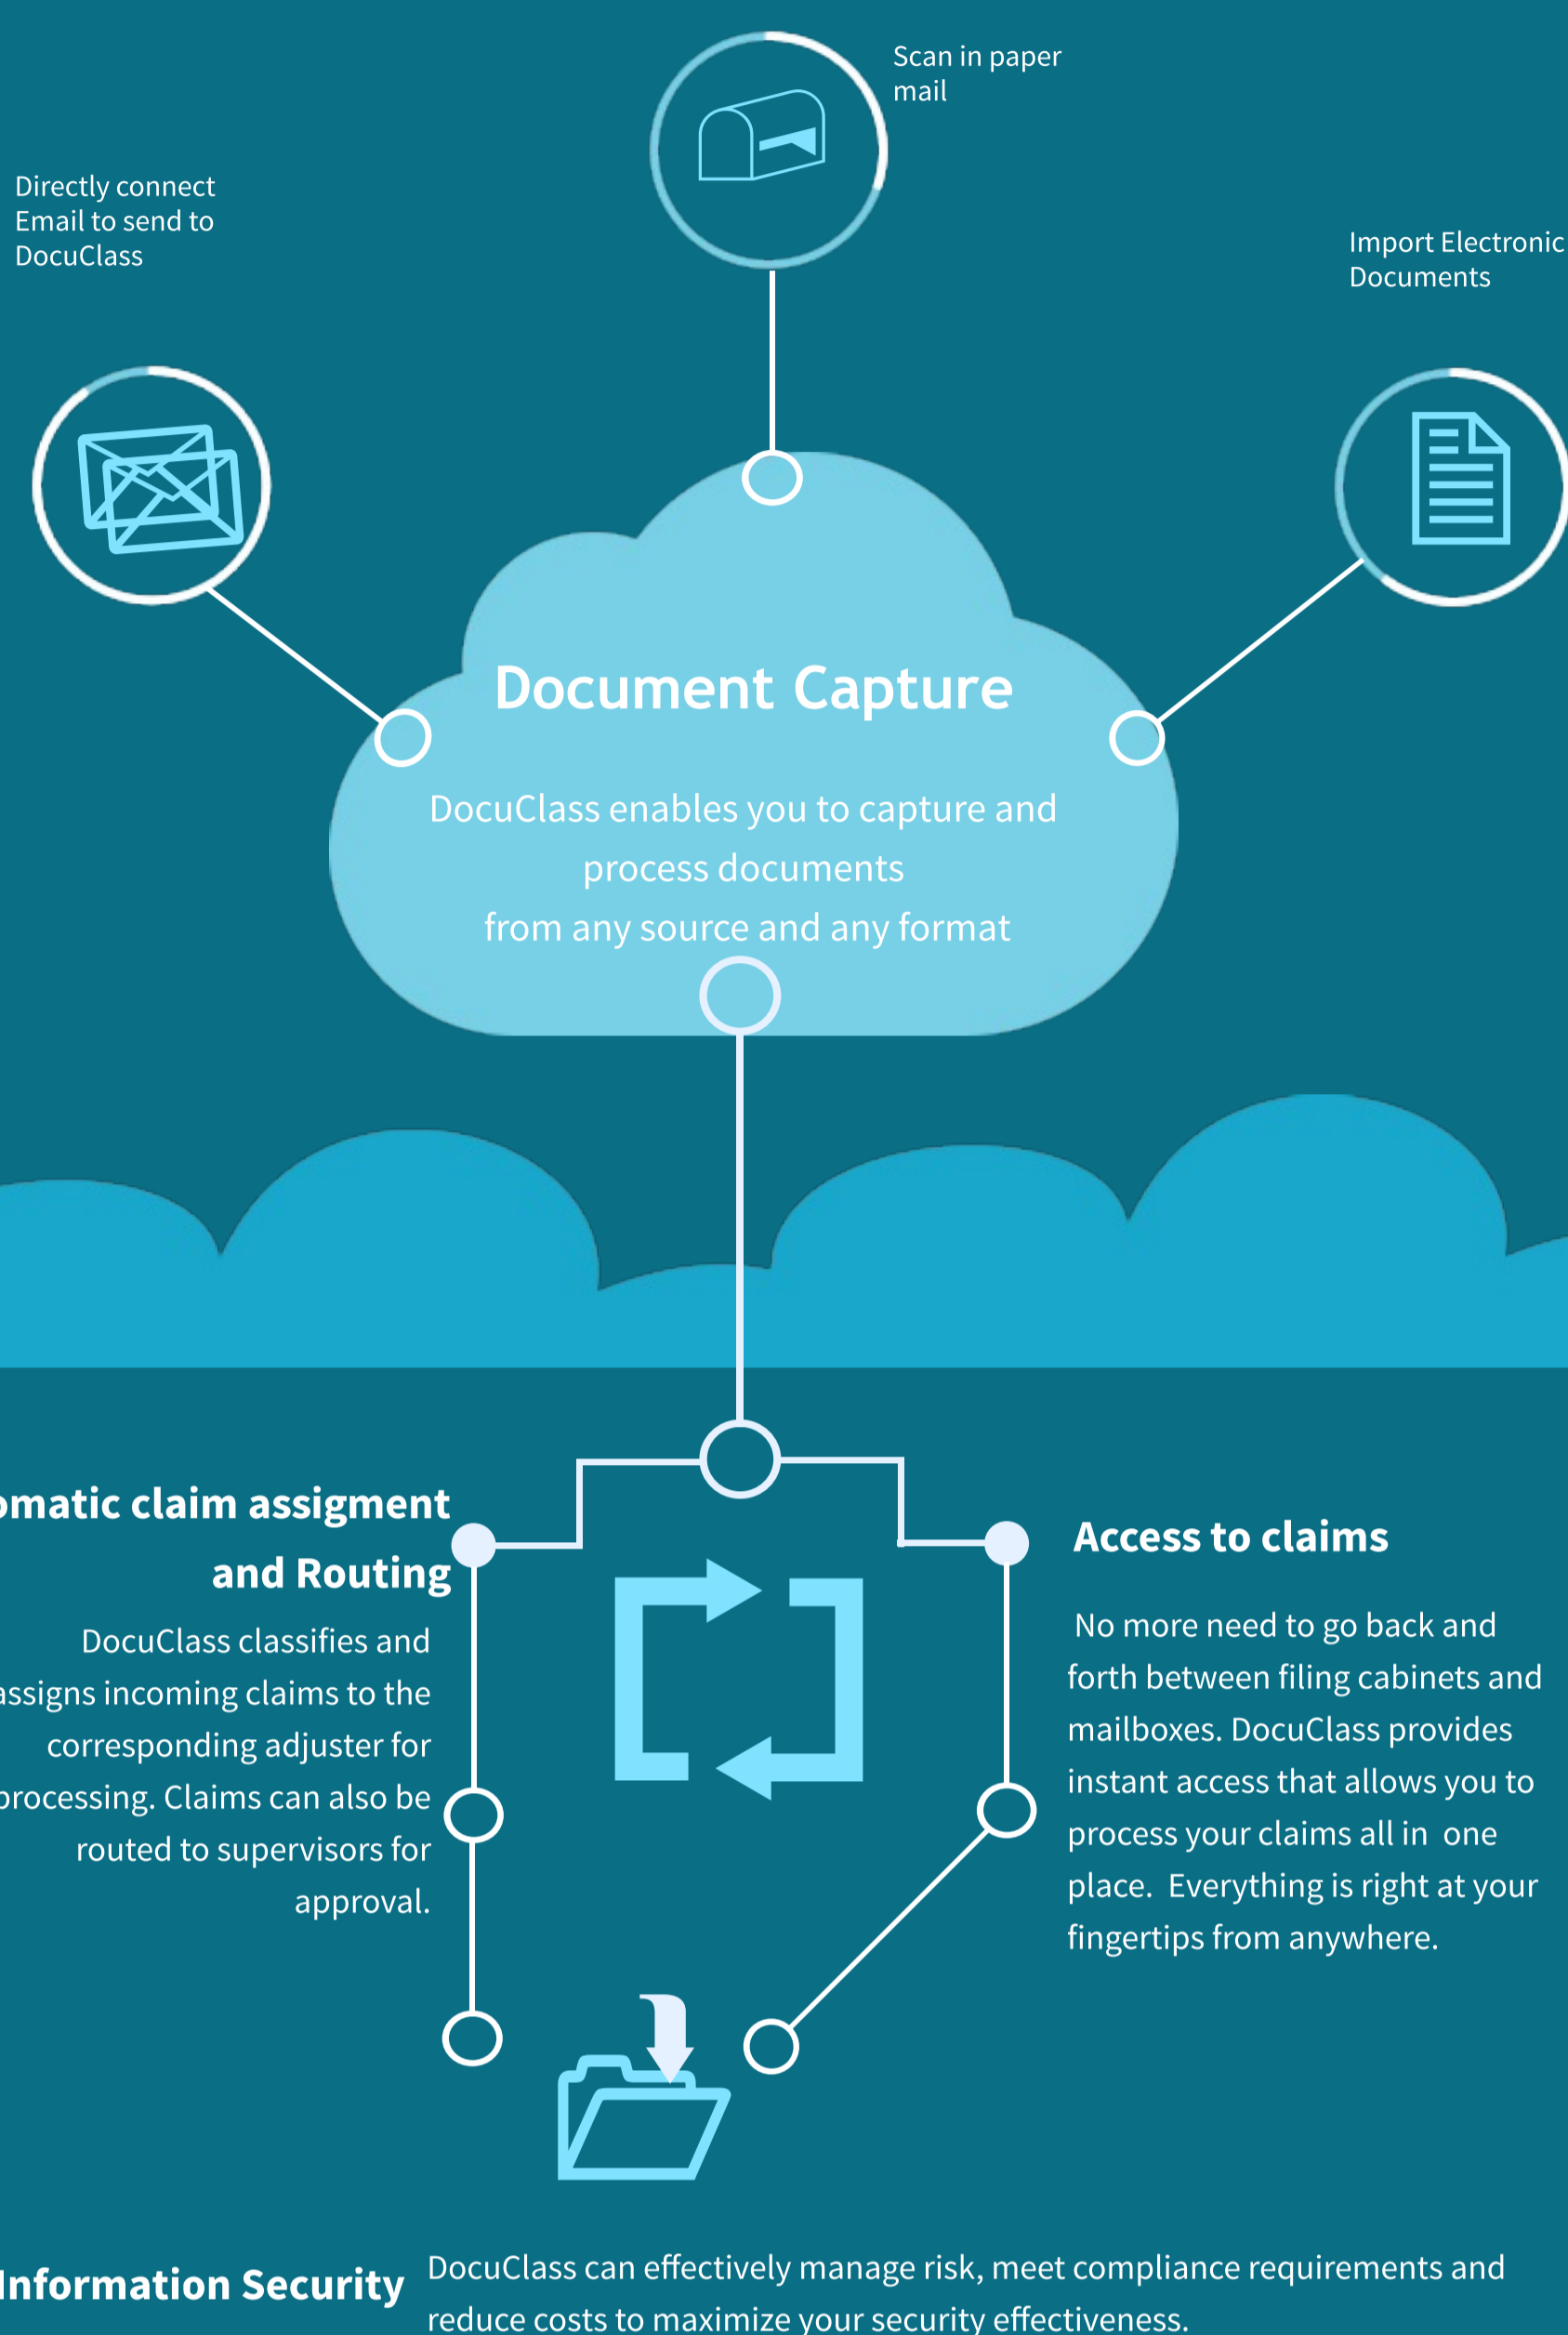 Scan in paper
mail
Directly connect
Email to send to
DocuClass
Import Electronic
Documents
Document Capture
DocuClass enables you to capture and
process documents
from any source and any format
omatic claim assigment
and Routing
DocuClass classifies and
assigns incoming claims to the
corresponding adjuster for
processing. Claims can also be
routed to supervisors for
approval.
Access to claims
No more need to go back and
forth between filing cabinets and
mailboxes. DocuClass provides
instant access that allows you to
process your claims all in one
place. Everything is right at your
fingertips from anywhere.
Information Security
DocuClass can effectively manage risk, meet compliance requirements and
reduce costs to maximize your security effectiveness.